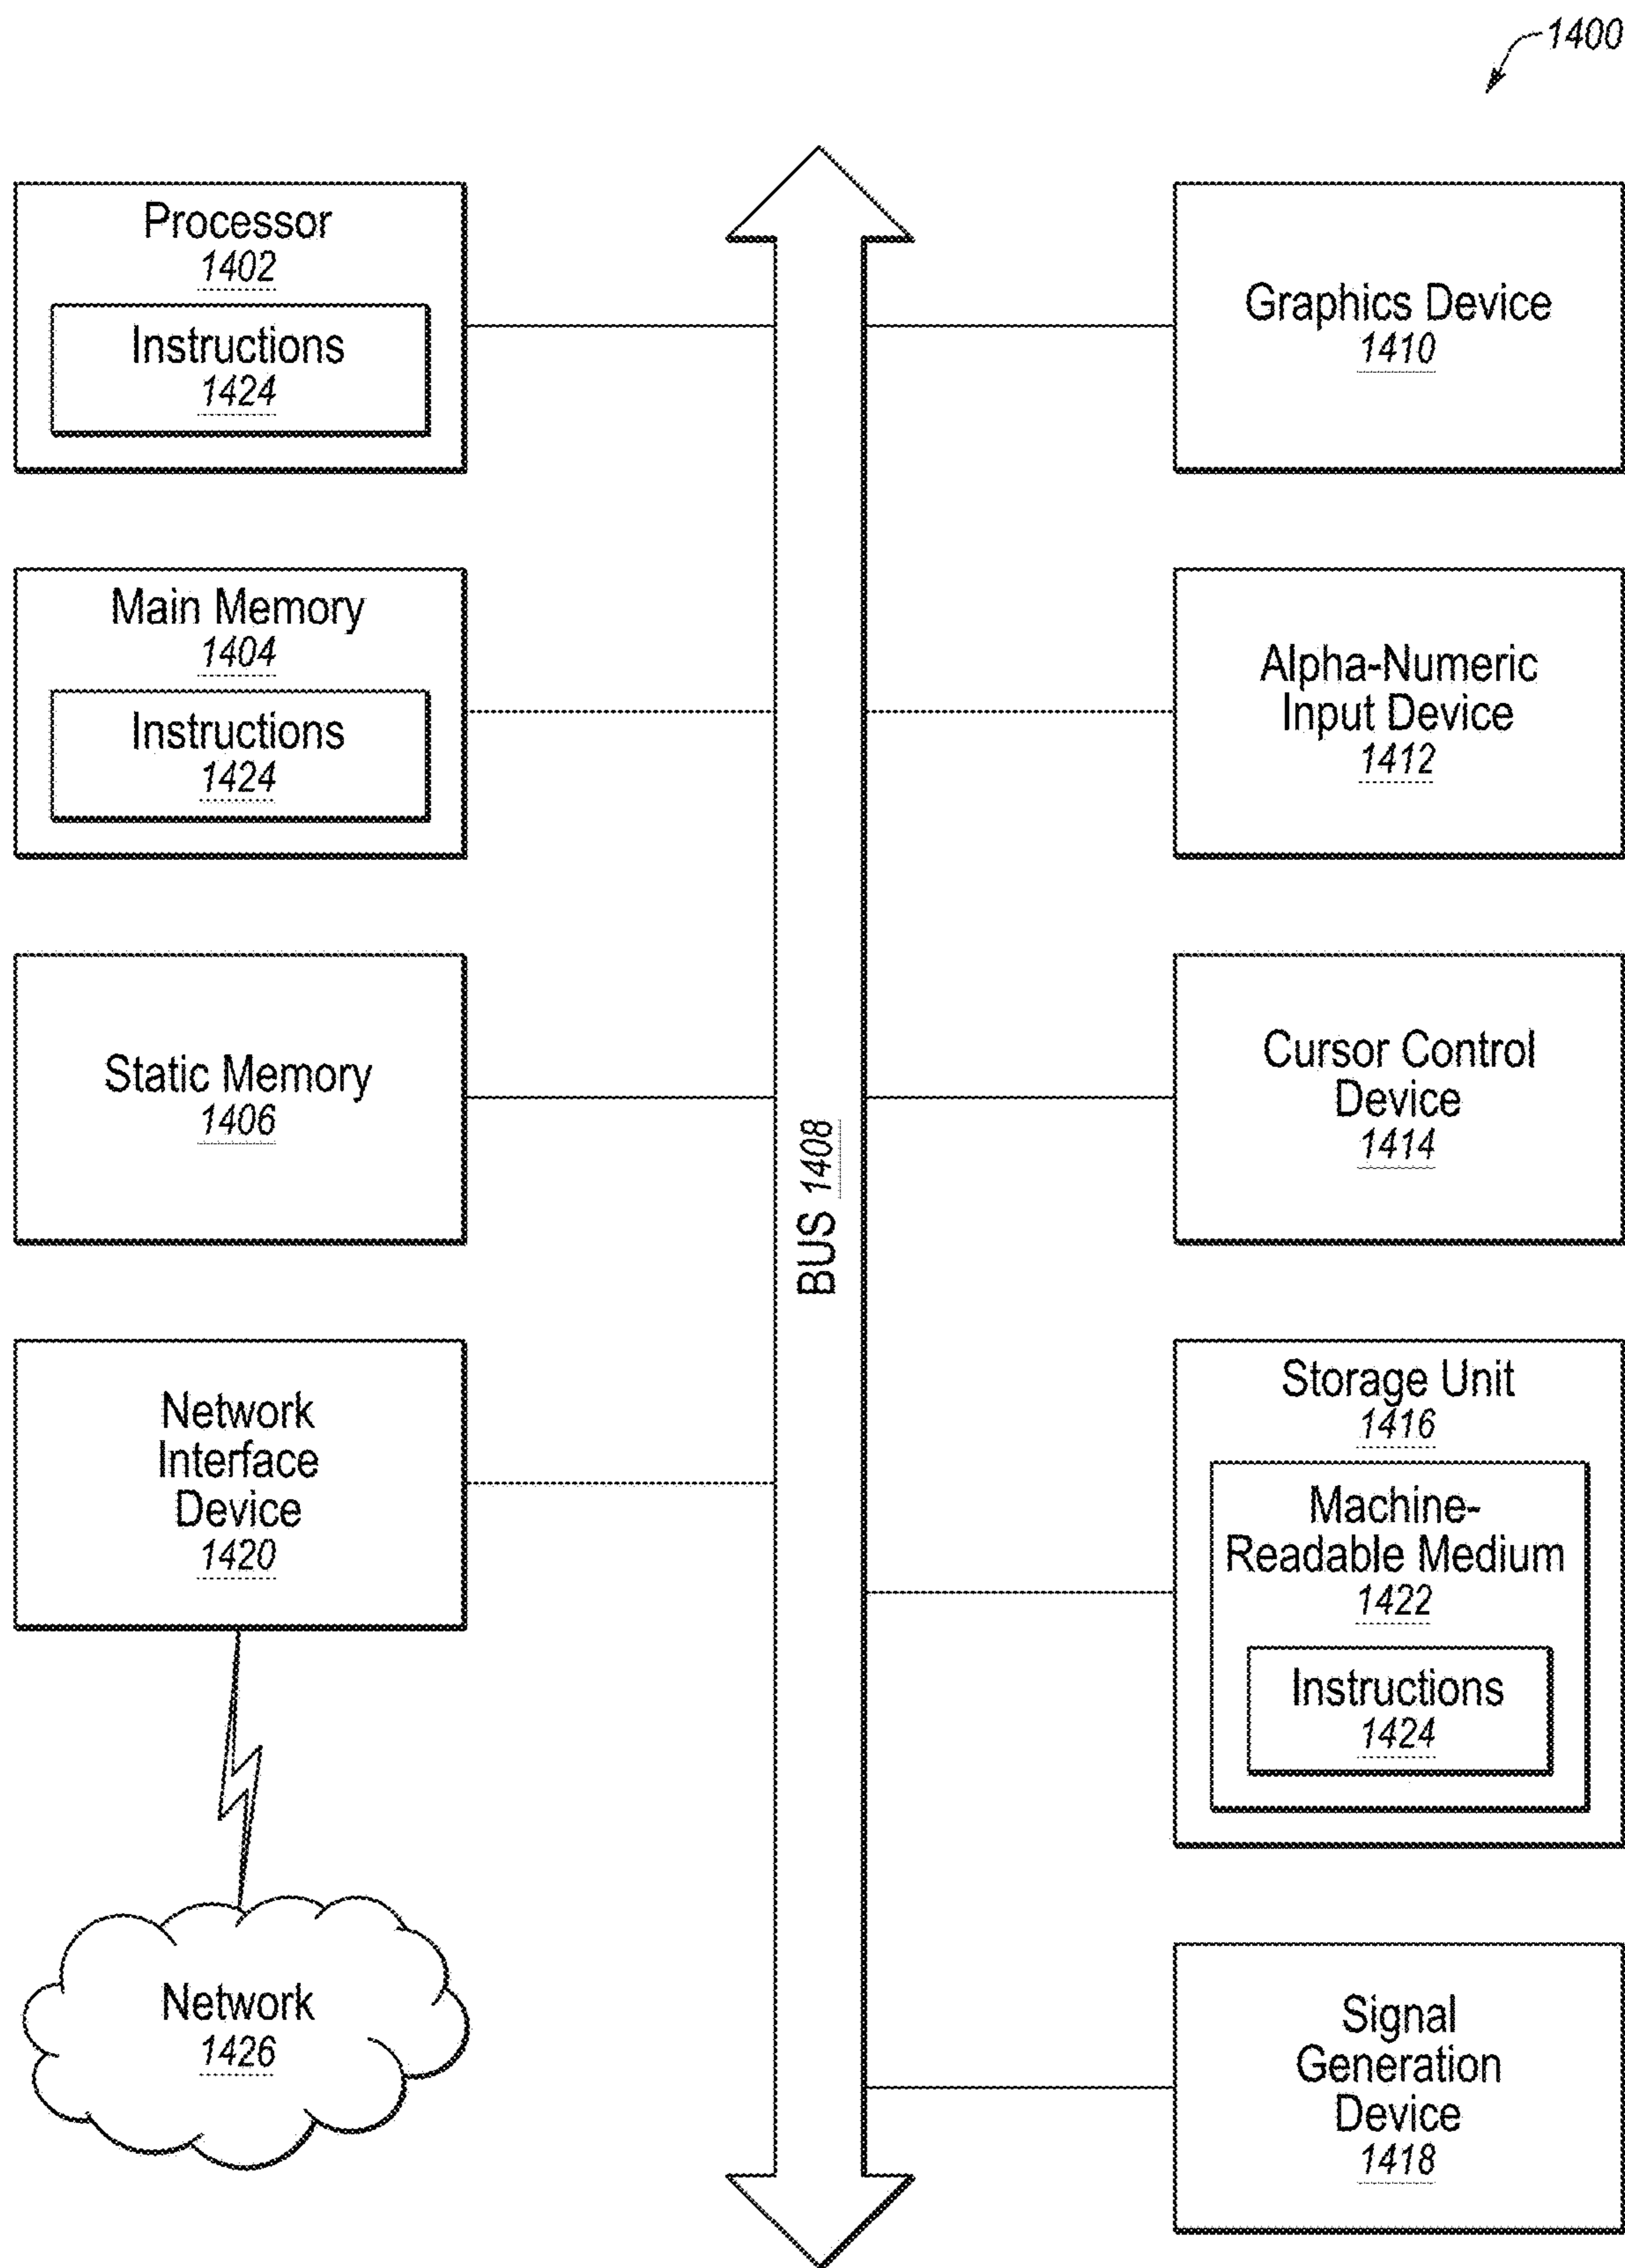 1400
Processor
1402
Instructions
1424
Main Memory
1404
Instructions
1424
Static Memory
1406
Network
Interface
Device
1420
Network
1426
BUS 1408
Graphics Device
1410
Alpha-Numeric
Input Device
1412
Cursor Control
Device
1414
Storage Unit
1416
Machine-
Readable Medium
1422
Instructions
1424
Signal
Generation
Device
1418